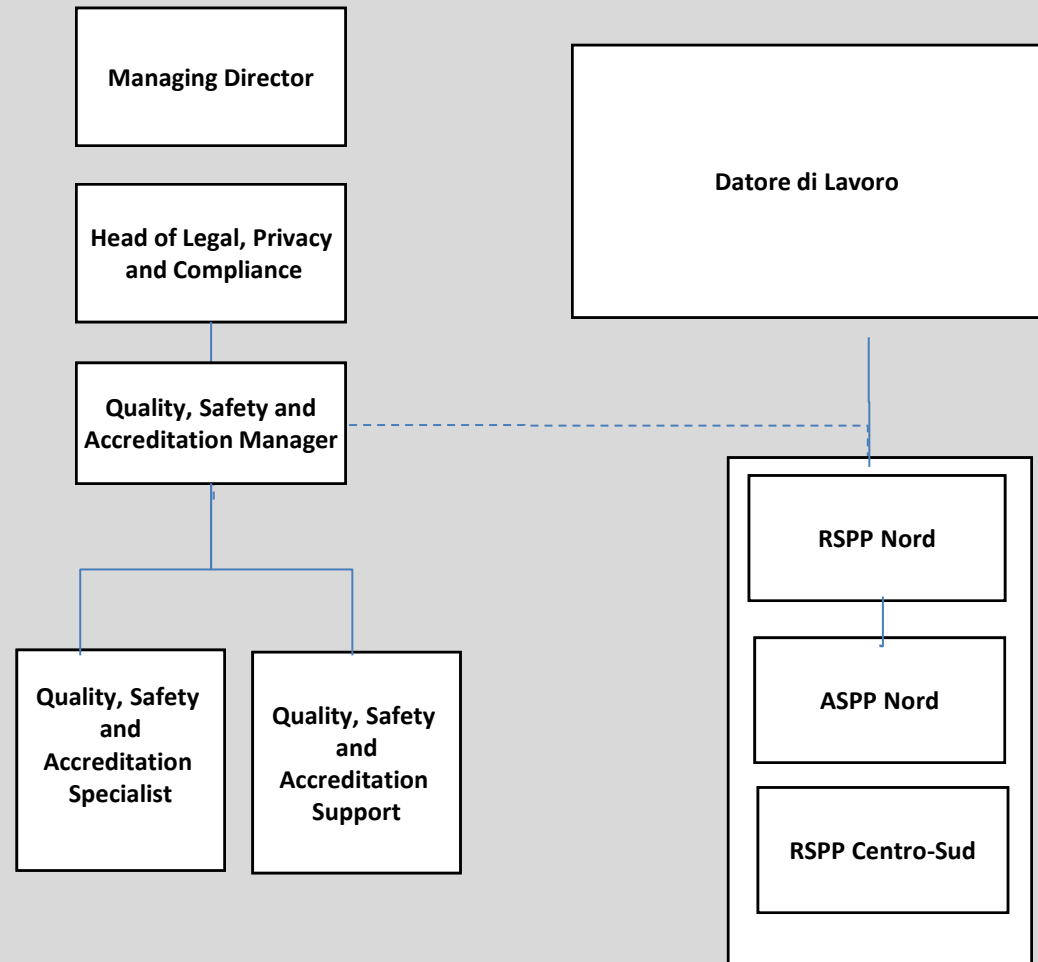 Managing Director
Datore di Lavoro
Head of Legal, Privacy
and Compliance
Quality, Safety and
Accreditation Manager
Quality, Safety
and
Accreditation
Specialist
Quality, Safety
and
Accreditation
Support
RSPP Nord
ASPP Nord
RSPP Centro-Sud